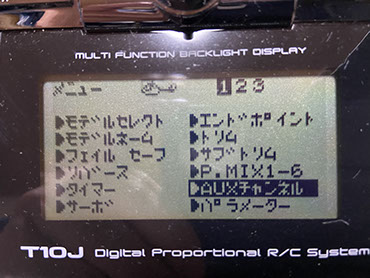 MULTI FUNCTION BACKLIGHT DISPLAY
メニュー 1 2 3
▶モデルセレクト ▶エンドポイント
▶モデルネーム ▶トリム
▶フェイル セーフ ▶サブトリム
▶リバース ▶P.MIX1-6
▶タイマー ▶AUXチャンネル
▶サーボ ▶パラメーター
T10J Digital Proportional R/C System